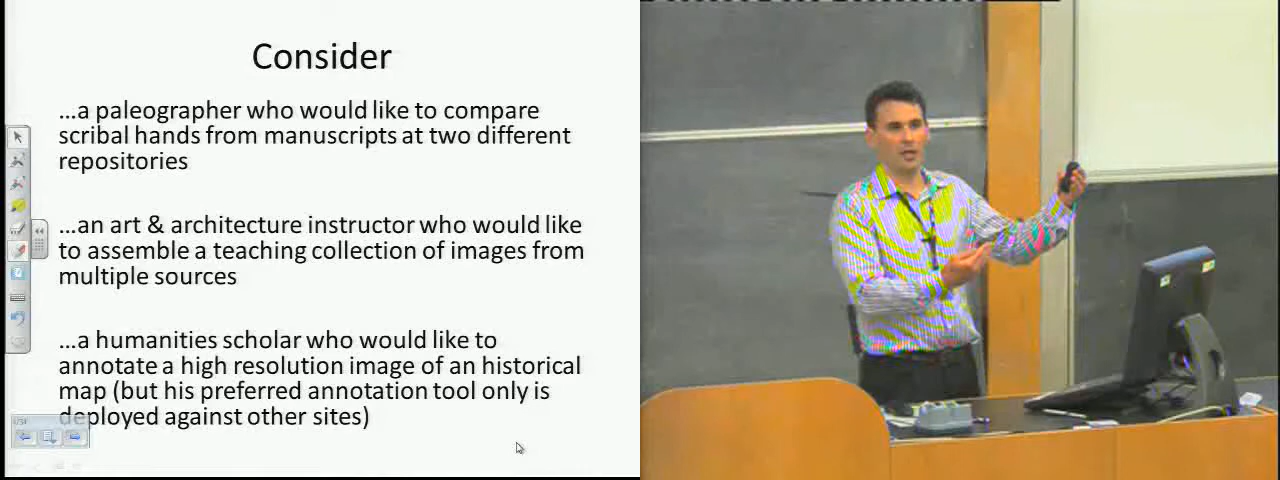 Consider
...a paleographer who would like to compare
scribal hands from manuscripts at two different
repositories
...an art & architecture instructor who would like
to assemble a teaching collection of images from
multiple sources
...a humanities scholar who would like to
annotate a high resolution image of an historical
map (but his preferred annotation tool only is
deployed against other sites)